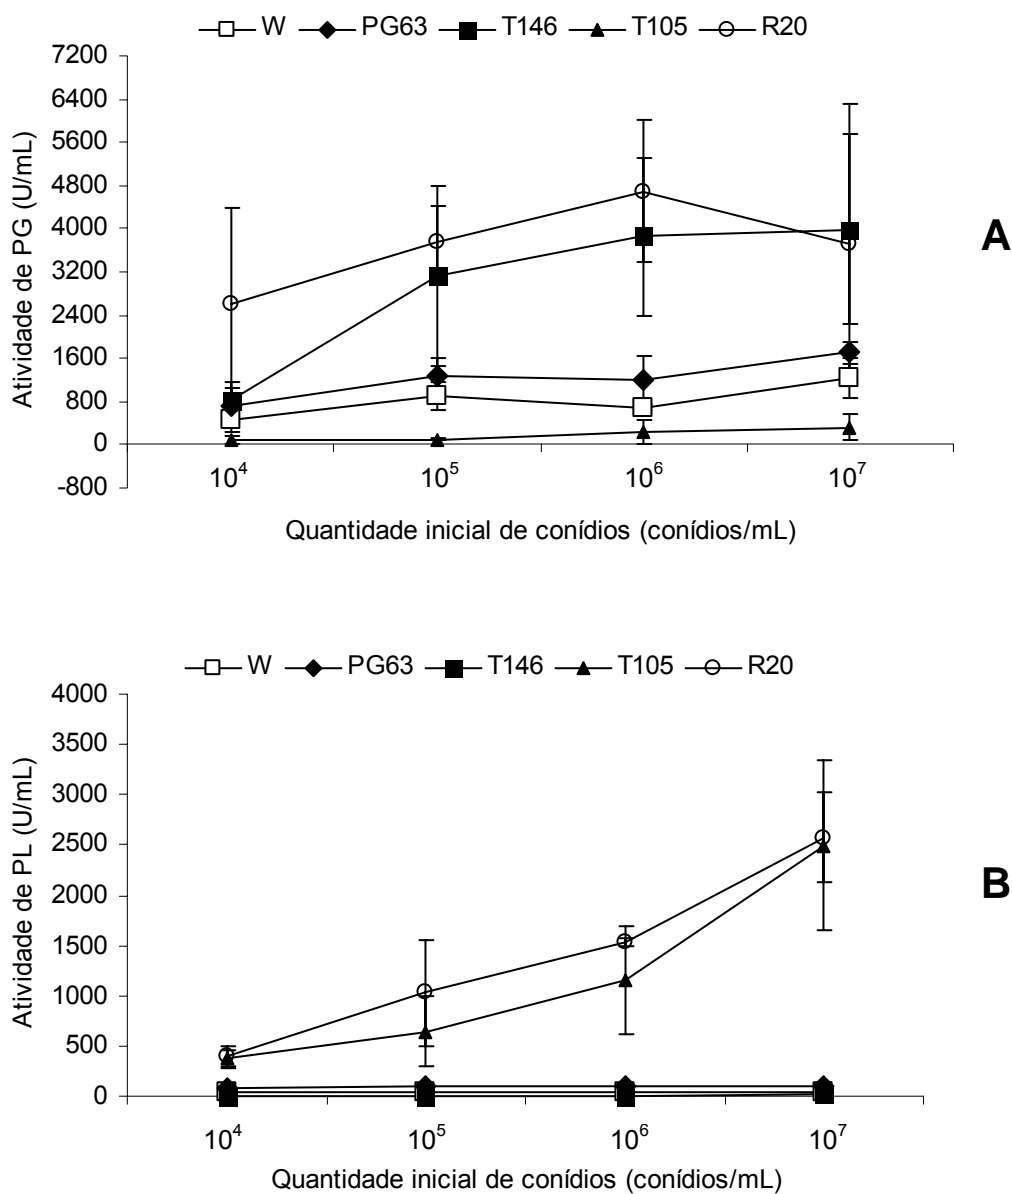 W PG63 T146 T105 R20
7200
6400
5600
4800
4000
3200
2400
1600
800
0
-800
Atividade de PG (U/mL)
10⁴ 10⁵ 10⁶ 10⁷
Quantidade inicial de conídios (conídios/mL)
A
W PG63 T146 T105 R20
4000
3500
3000
2500
2000
1500
1000
500
0
Atividade de PL (U/mL)
10⁴ 10⁵ 10⁶ 10⁷
Quantidade inicial de conídios (conídios/mL)
B